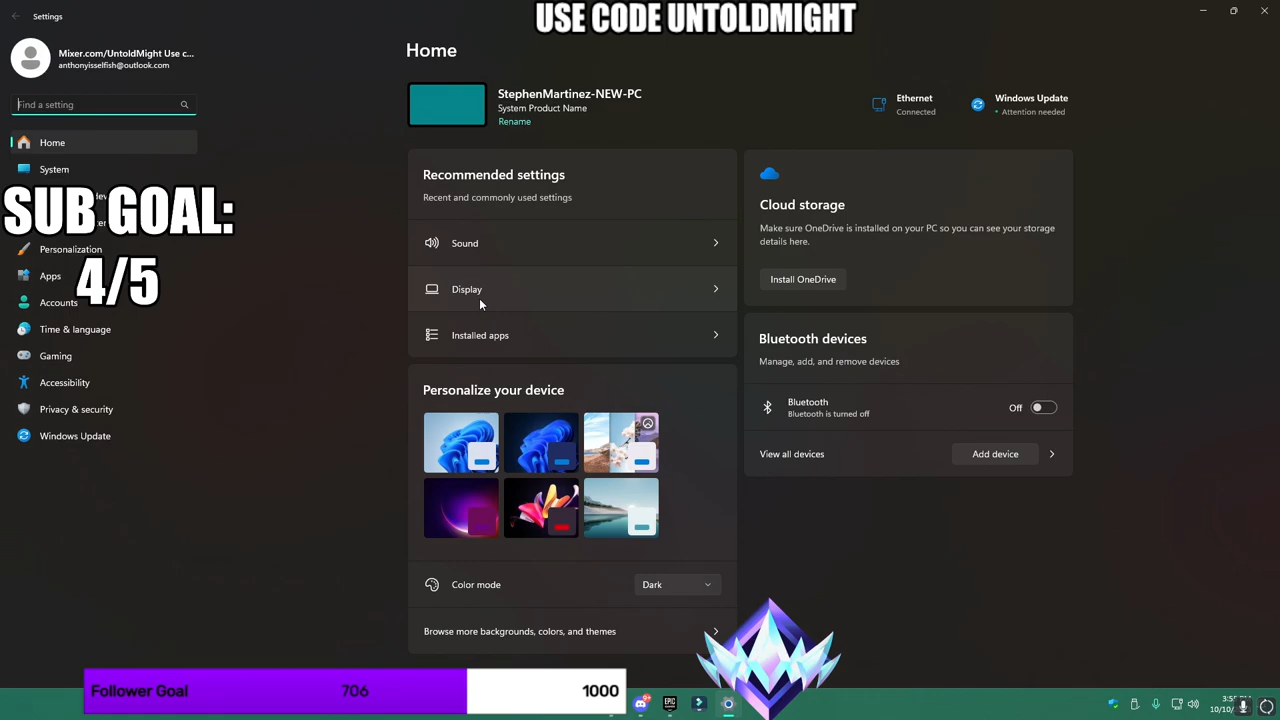 Settings
USE CODE UNTOLDMIGHT
Mixer.com/UntoldMight Use c...
anthonyisselfish@outlook.com
Find a setting
Home
System
SUB GOAL:
4/5
Personalization
Apps
Accounts
Time & language
Gaming
Accessibility
Privacy & security
Windows Update
Home
StephenMartinez-NEW-PC
System Product Name
Rename
Ethernet
Connected
Windows Update
• Attention needed
Recommended settings
Recent and commonly used settings
Sound
Display
Installed apps
Personalize your device
Color mode
Dark
Browse more backgrounds, colors, and themes
Cloud storage
Make sure OneDrive is installed on your PC so you can see your storage
details here.
Install OneDrive
Bluetooth devices
Manage, add, and remove devices
Bluetooth
Bluetooth is turned off
Off
View all devices
Add device
Follower Goal
706
1000
EPIC